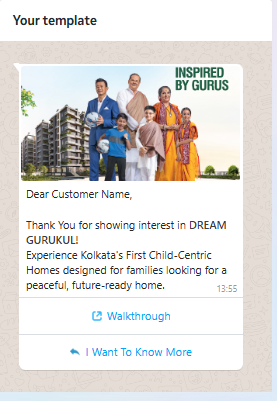 Your template
INSPIRED
BY GURUS
Dear Customer Name,
Thank You for showing interest in DREAM
GURUKUL!
Experience Kolkata's First Child-Centric
Homes designed for families looking for a
peaceful, future-ready home.
13:55
Walkthrough
I Want To Know More